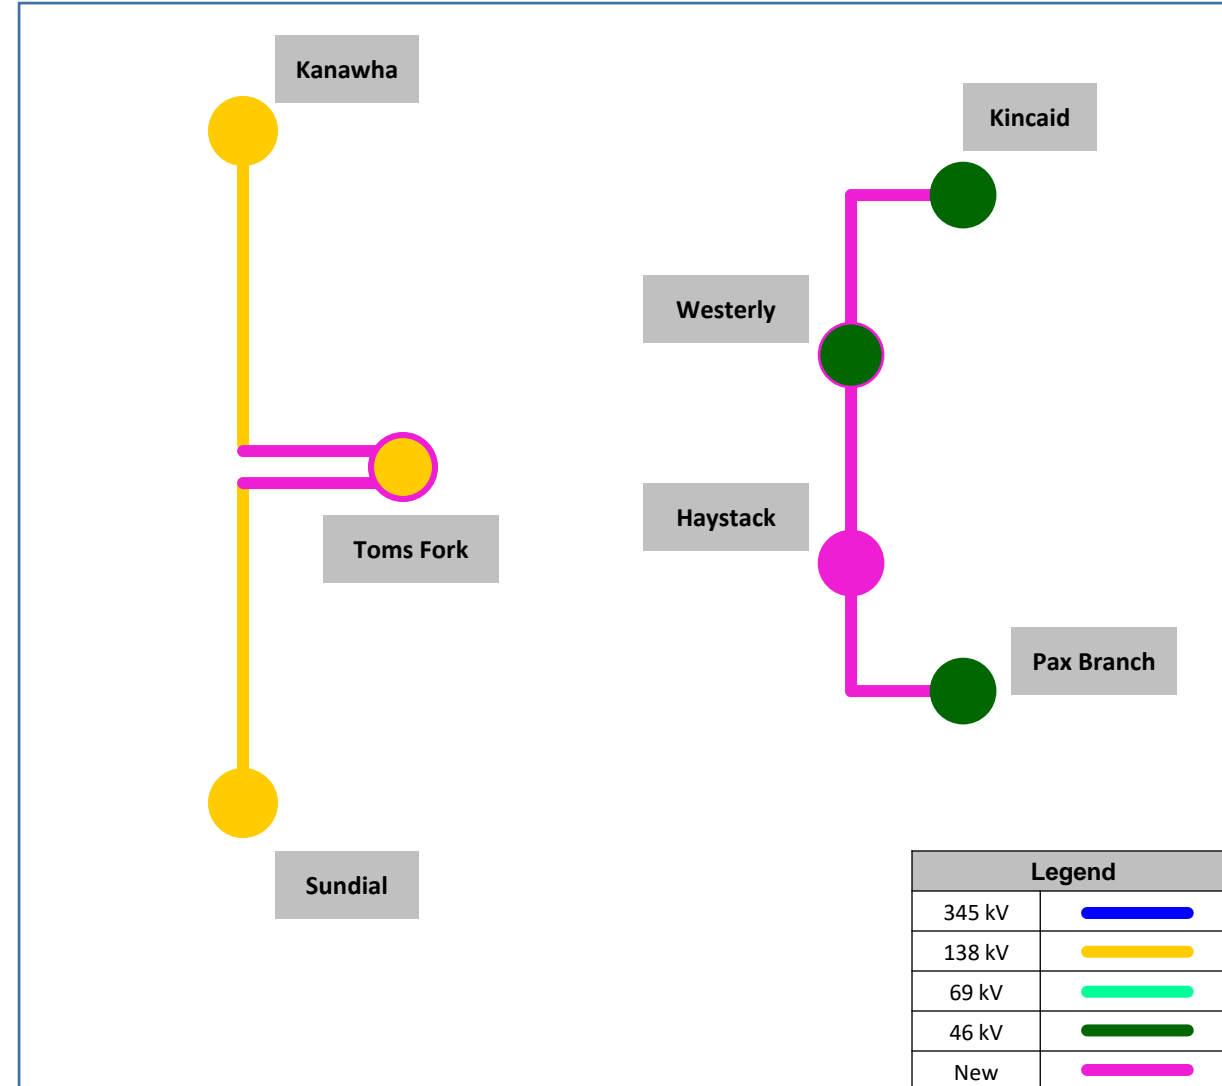 Kanawha
Kincaid
Westerly
Haystack
Toms Fork
Pax Branch
Sundial
Legend
345 kV
138 kV
69 kV
46 kV
New